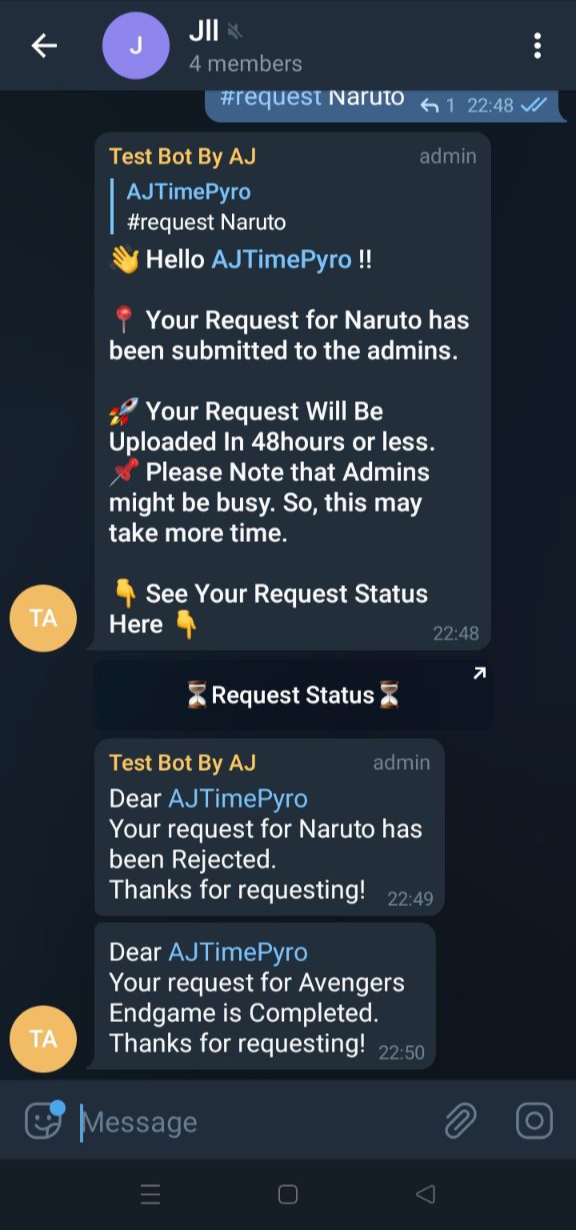 J
Jll
4 members
#request Naruto 1 22:48
Test Bot By AJ admin
AJTimePyro
#request Naruto
👋 Hello AJTimePyro !!
📍 Your Request for Naruto has
been submitted to the admins.
🚀 Your Request Will Be
Uploaded In 48hours or less.
📌 Please Note that Admins
might be busy. So, this may
take more time.
👇 See Your Request Status
Here 👇
22:48
TA
⏳Request Status⏳
Test Bot By AJ admin
Dear AJTimePyro
Your request for Naruto has
been Rejected.
Thanks for requesting! 22:49
Dear AJTimePyro
Your request for Avengers
Endgame is Completed.
Thanks for requesting! 22:50
TA
Message